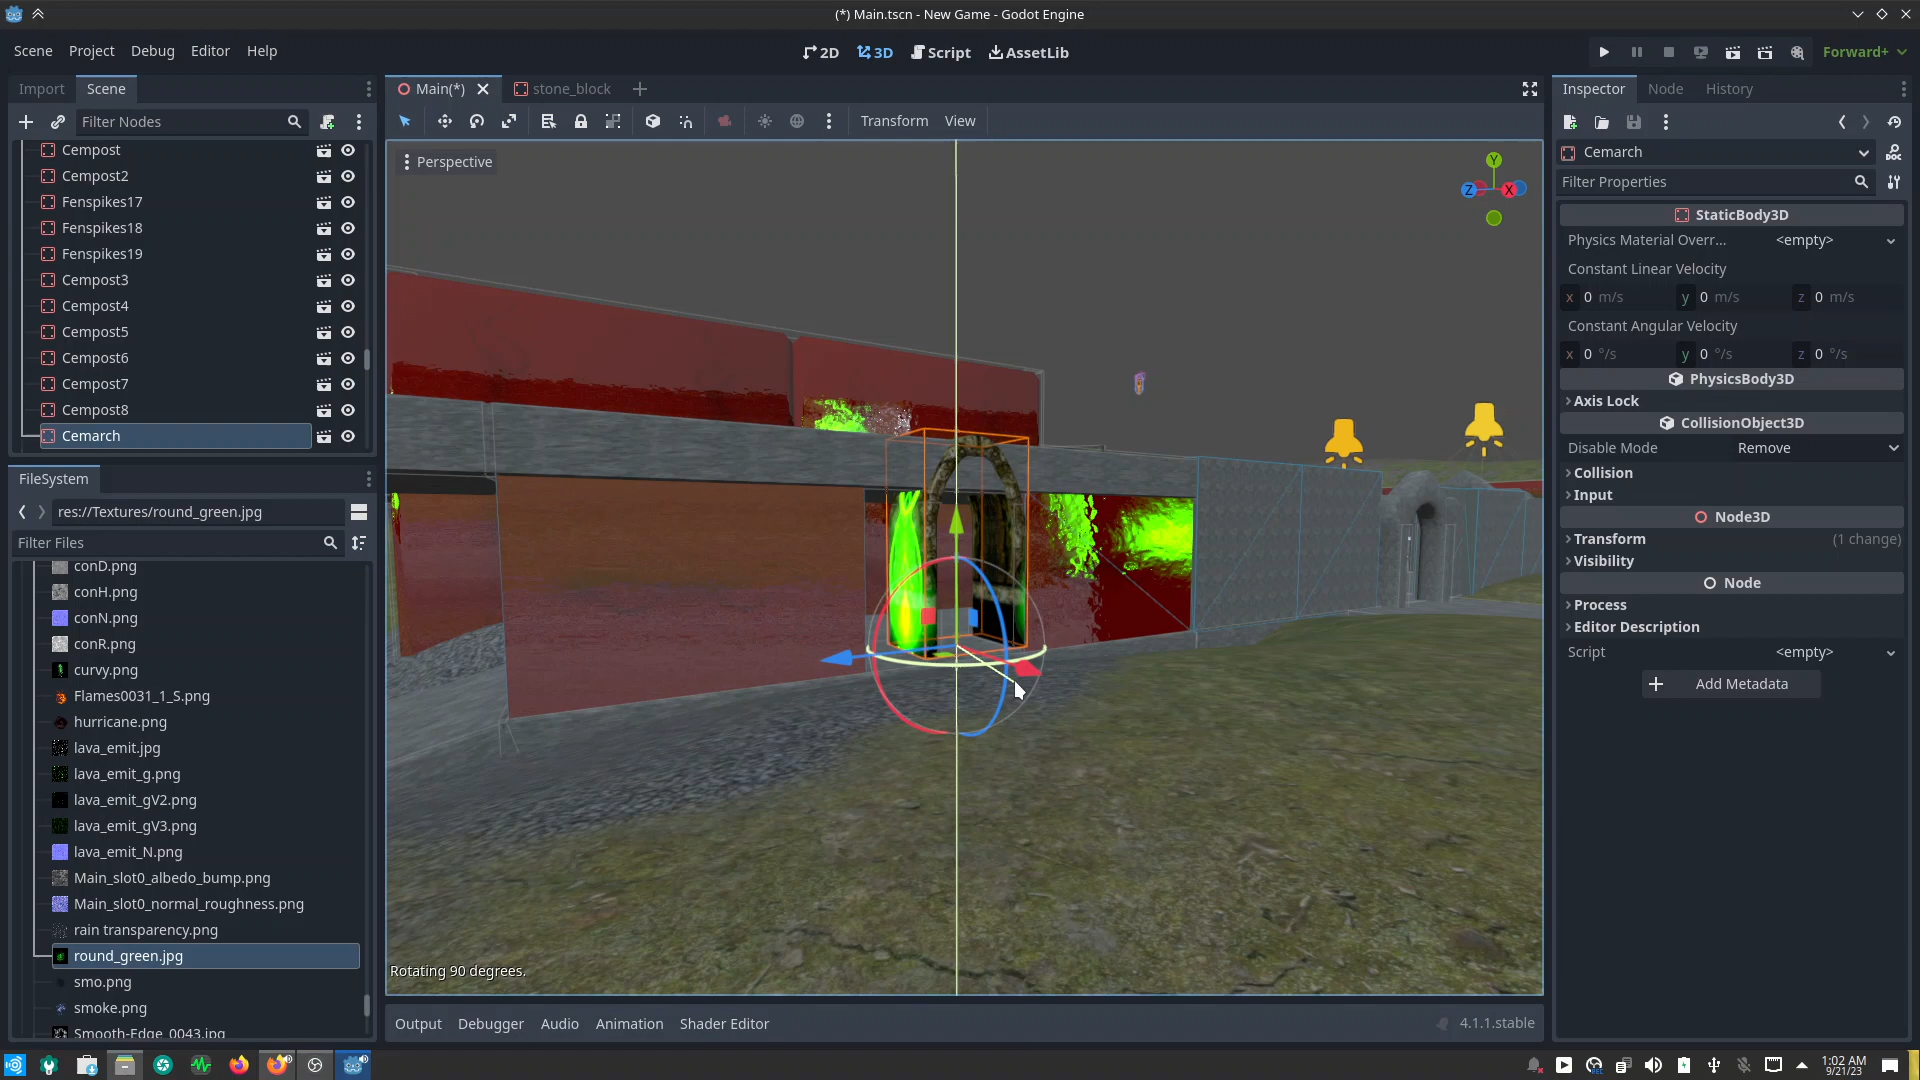 (*) Main.tscn - New Game - Godot Engine
Scene Project Debug Editor Help
2D 3D Script AssetLib
Forward+
Import Scene
Filter Nodes
Cempost
Cempost2
Fenspikes17
Fenspikes18
Fenspikes19
Cempost3
Cempost4
Cempost5
Cempost6
Cempost7
Cempost8
Cemarch
FileSystem
res://Textures/round_green.jpg
Filter Files
conD.png
conH.png
conN.png
conR.png
curvy.png
Flames0031_1_S.png
hurricane.png
lava_emit.jpg
lava_emit_g.png
lava_emit_gV2.png
lava_emit_gV3.png
lava_emit_N.png
Main_slot0_albedo_bump.png
Main_slot0_normal_roughness.png
rain transparency.png
round_green.jpg
smo.png
smoke.png
Smooth-Edge_0043.jpg
Main(*) stone_block
Transform View
Perspective
Y
Z X
Rotating 90 degrees.
Output Debugger Audio Animation Shader Editor
4.1.1.stable
Inspector Node History
Cemarch
DOC
Filter Properties
StaticBody3D
Physics Material Overr... <empty>
Constant Linear Velocity
x 0 m/s y 0 m/s z 0 m/s
Constant Angular Velocity
x 0 °/s y 0 °/s z 0 °/s
PhysicsBody3D
Axis Lock
CollisionObject3D
Disable Mode Remove
Collision
Input
Node3D
Transform (1 change)
Visibility
Node
Process
Editor Description
Script <empty>
Add Metadata
1:02 AM
9/21/23